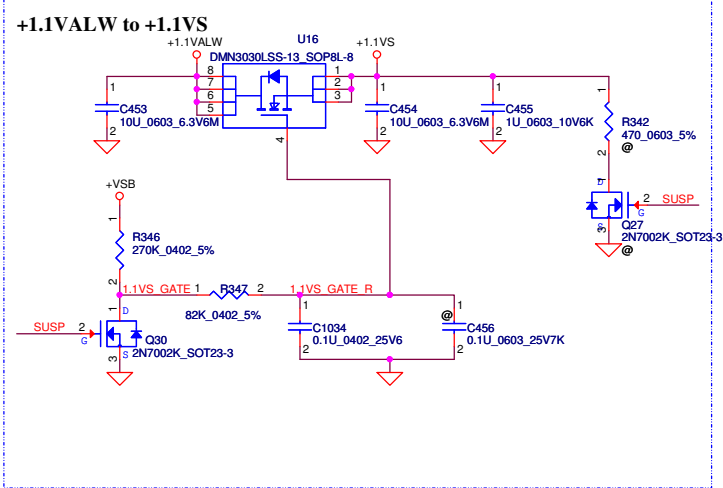 +1.1VALW to +1.1VS
U16
+1.1VALW
+1.1VS
DMN3030LSS-13_SOP8L-8
8
7
6
5
1
2
3
4
1
C453
10U_0603_6.3V6M
2
1
C454
10U_0603_6.3V6M
2
1
C455
1U_0603_10V6K
2
1
R342
470_0603_5%
@
2
1
D
2
SUSP
G
S
3
Q27
2N7002K_SOT23-3
@
+VSB
1
R346
270K_0402_5%
2
1.1VS_GATE
1
R347
2
82K_0402_5%
1.1VS_GATE_R
1
C1034
0.1U_0402_25V6
2
@
1
C456
0.1U_0603_25V7K
2
SUSP
2
G
1
D
Q30
2N7002K_SOT23-3
S
3